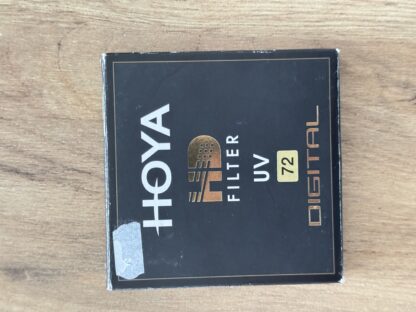 HOYA
HD
FILTER
UV
72
DIGITAL